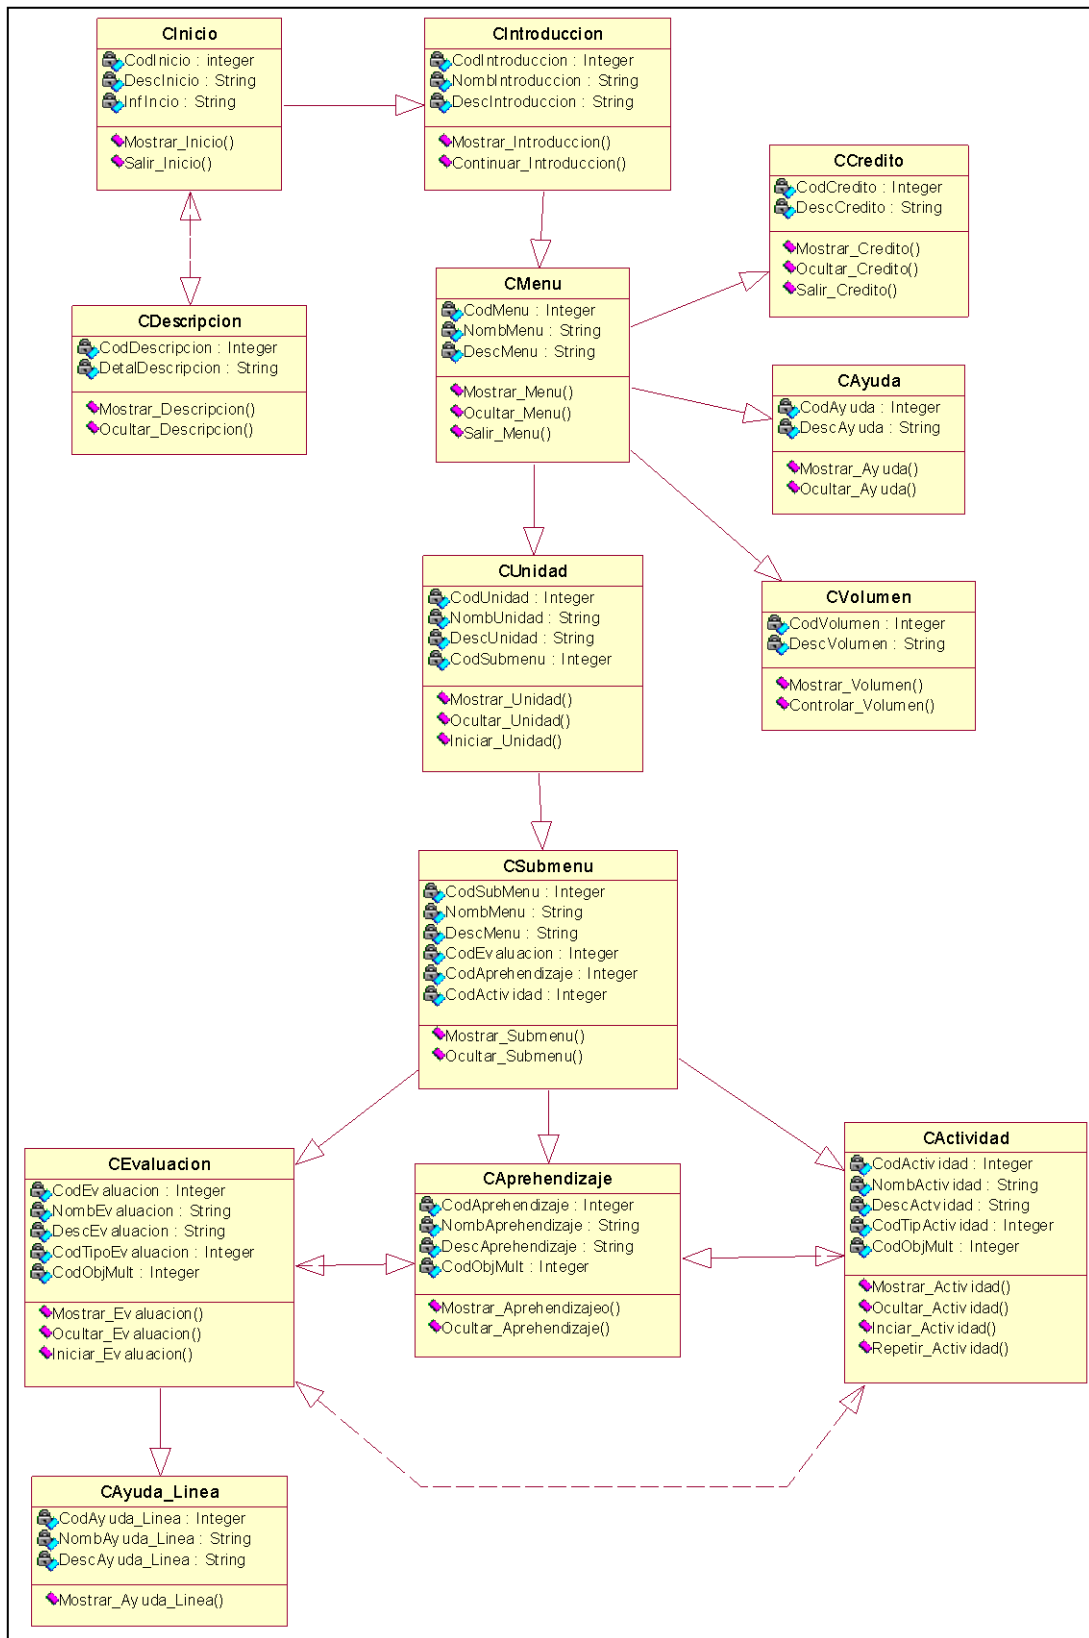 CInicio
CodInicio : integer
DescInicio : String
InfIncio : String
Mostrar_Inicio()
Salir_Inicio()
CIntroduccion
CodIntroduccion : Integer
NombIntroduccion : String
DescIntroduccion : String
Mostrar_Introduccion()
Continuar_Introduccion()
CCredito
CodCredito : Integer
DescCredito : String
Mostrar_Credito()
Ocultar_Credito()
Salir_Credito()
CDescripcion
CodDescripcion : Integer
DetalDescripcion : String
Mostrar_Descripcion()
Ocultar_Descripcion()
CMenu
CodMenu : Integer
NombMenu : String
DescMenu : String
Mostrar_Menu()
Ocultar_Menu()
Salir_Menu()
CAyuda
CodAyuda : Integer
DescAyuda : String
Mostrar_Ayuda()
Ocultar_Ayuda()
CUnidad
CodUnidad : Integer
NombUnidad : String
DescUnidad : String
CodSubmenu : Integer
Mostrar_Unidad()
Ocultar_Unidad()
Iniciar_Unidad()
CVolumen
CodVolumen : Integer
DescVolumen : String
Mostrar_Volumen()
Controlar_Volumen()
CSubmenu
CodSubMenu : Integer
NombMenu : String
DescMenu : String
CodEvaluacion : Integer
CodAprehendizaje : Integer
CodActividad : Integer
Mostrar_Submenu()
Ocultar_Submenu()
CEvaluacion
CodEvaluacion : Integer
NombEvaluacion : String
DescEvaluacion : String
CodTipoEvaluacion : Integer
CodObjMult : Integer
Mostrar_Evaluacion()
Ocultar_Evaluacion()
Iniciar_Evaluacion()
CAprehendizaje
CodAprehendizaje : Integer
NombAprehendizaje : String
DescAprehendizaje : String
CodObjMult : Integer
Mostrar_Aprehendizajeo()
Ocultar_Aprehendizaje()
CActividad
CodActividad : Integer
NombActividad : String
DescActvidad : String
CodTipActividad : Integer
CodObjMult : Integer
Mostrar_Actividad()
Ocultar_Actividad()
Inciar_Actividad()
Repetir_Actividad()
CAyuda_Linea
CodAyuda_Linea : Integer
NombAyuda_Linea : String
DescAyuda_Linea : String
Mostrar_Ayuda_Linea()